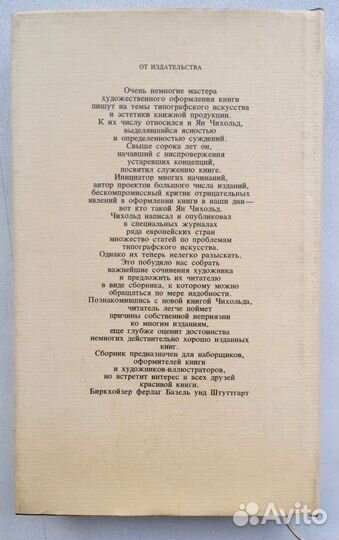 ОТ ИЗДАТЕЛЬСТВА
Очень немногие мастера
художественного оформления книги
пишут на темы типографского искусства
и эстетики книжной продукции.
К их числу относился и Ян Чихольд,
выделявшийся ясностью
и определенностью суждений.
Свыше сорока лет он,
начавший с ниспровержения
устаревших концепций,
посвятил служению книге.
Инициатор многих начинаний,
автор проектов большого числа изданий,
бескомпромиссный критик отрицательных
явлений в оформлении книги в наши дни—
вот кто такой Ян Чихольд.
Чихольд написал и опубликовал
в специальных журналах
ряда европейских стран
множество статей по проблемам
типографского искусства.
Однако их теперь нелегко разыскать.
Это побудило нас собрать
важнейшие сочинения художника
и предложить их читателю
в виде сборника, к которому можно
обращаться по мере надобности.
Познакомившись с новой книгой Чихольда,
читатель легче поймет
причины собственной неприязни
ко многим изданиям,
еще глубже оценит достоинства
немногих действительно хорошо изданных
книг.
Сборник предназначен для наборщиков,
оформителей книги
и художников-иллюстраторов,
но встретит интерес и всех друзей
красивой книги.
Биркхойзер ферлаг Базель унд Штуттгарт
Avito